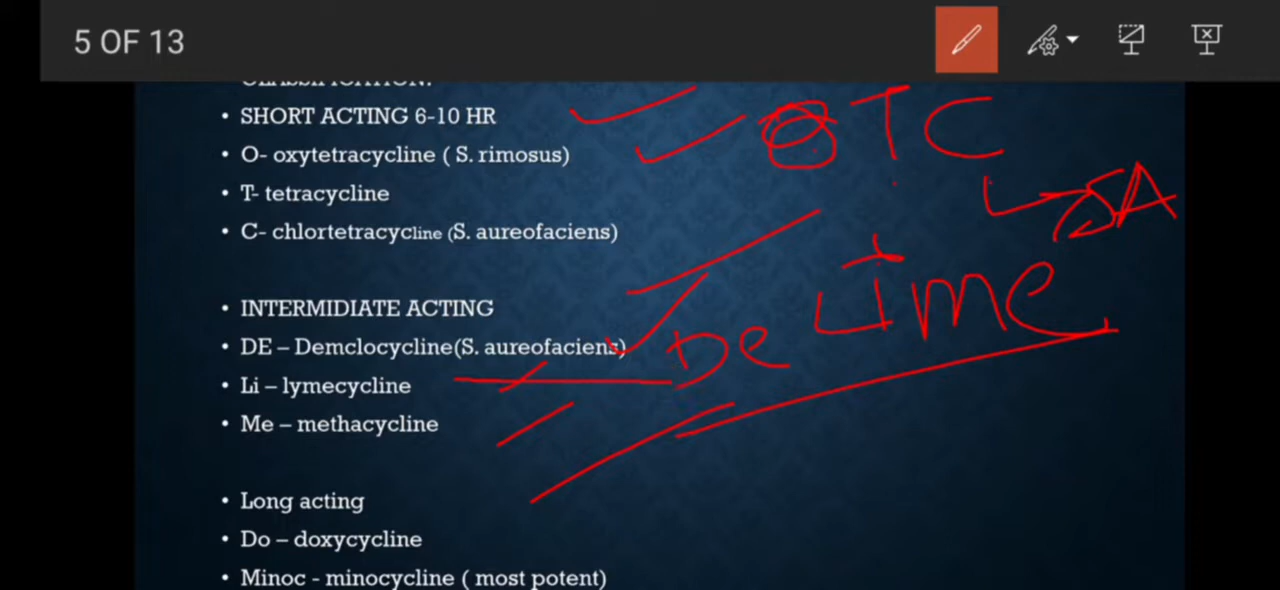 5 OF 13
CLASSIFICATION:
SHORT ACTING 6-10 HR
• O- oxytetracycline ( S. rimosus)
• T- tetracycline
• C- chlortetracycline (S. aureofaciens)
OTC
SA
• INTERMIDIATE ACTING
• DE – Demclocycline(S. aureofaciens)
• Li – lymecycline
• Me – methacycline
De Lime
• Long acting
• Do – doxycycline
• Minoc - minocycline ( most potent)